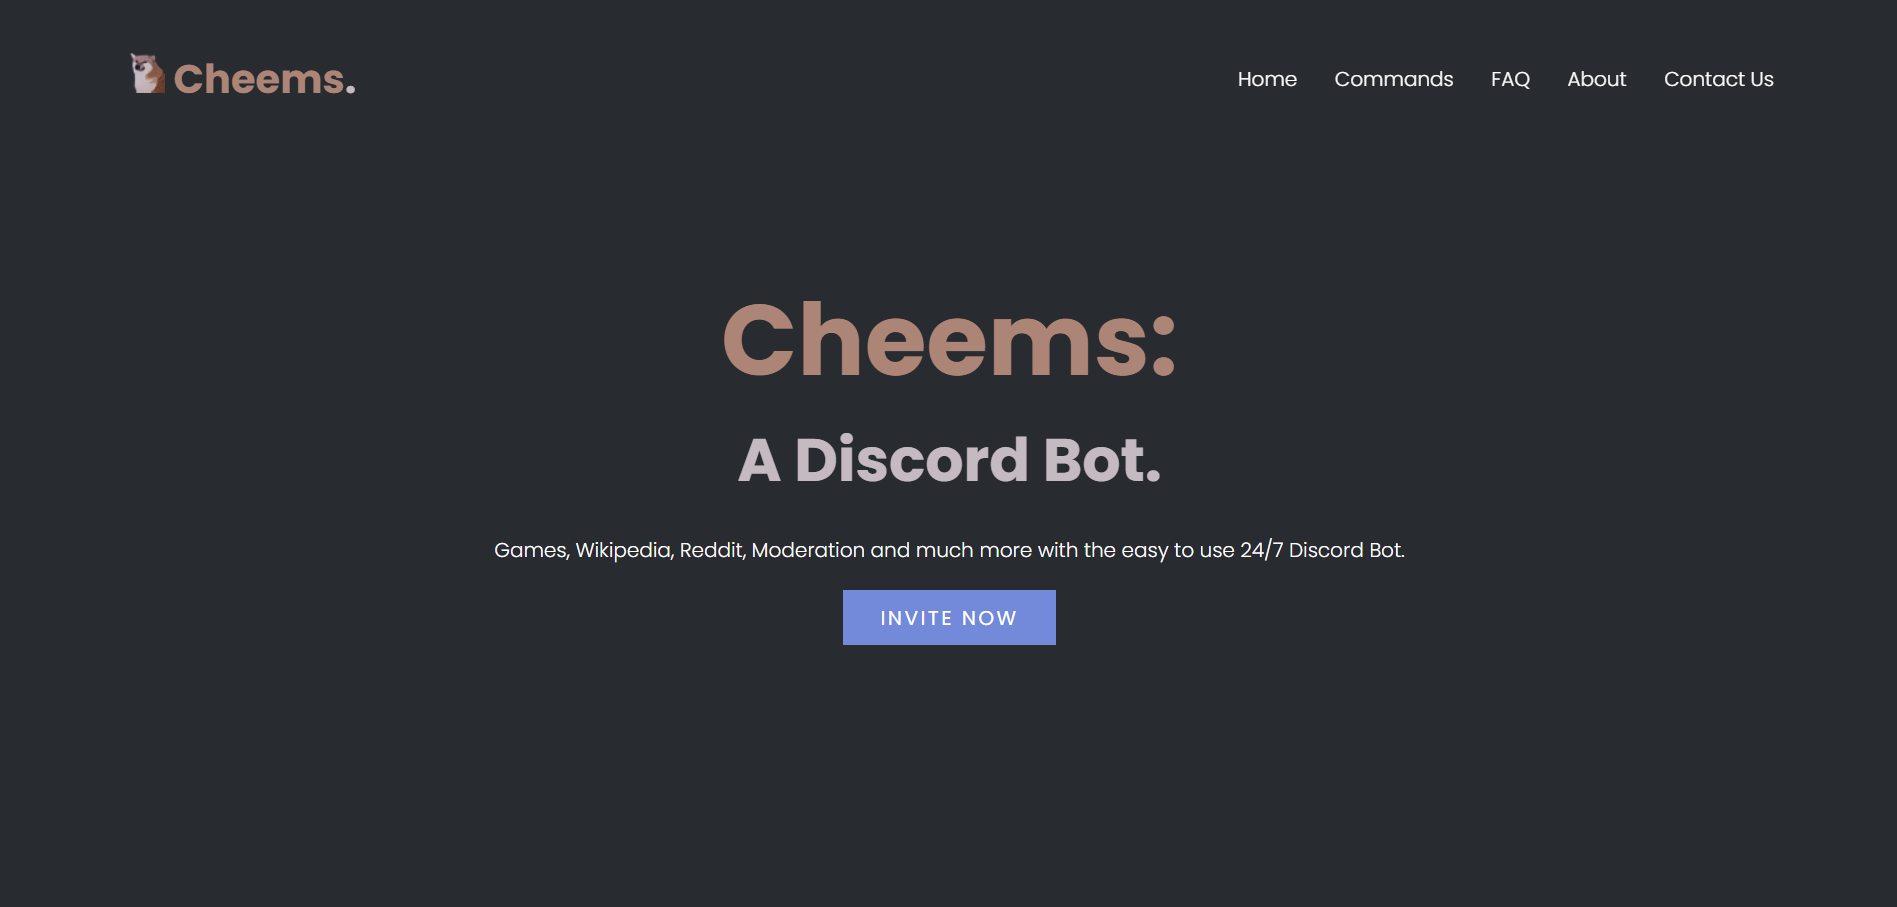 Cheems.
Home Commands FAQ About Contact Us
Cheems:
A Discord Bot.
Games, Wikipedia, Reddit, Moderation and much more with the easy to use 24/7 Discord Bot.
INVITE NOW